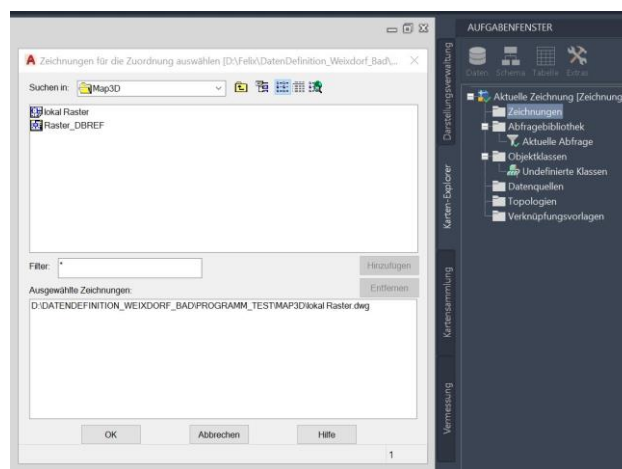 A Zeichnungen für die Zuordnung auswählen [D:\Felix\DatenDefinition_Weixdorf_Bad\...
Suchen in: Map3D
lokal Raster
Raster_DBREF
Filter: *
Hinzufügen
Ausgewählte Zeichnungen:
Entfernen
D:\DATENDEFINITION_WEIXDORF_BAD\PROGRAMM_TEST\MAP3D\lokal Raster.dwg
OK Abbrechen Hilfe
1
Darstellungsverwaltung
Karten-Explorer
Kartensammlung
Vermessung
AUFGABENFENSTER
Daten Schema Tabelle Extras
Aktuelle Zeichnung [Zeichnung
Zeichnungen
Abfragebibliothek
Aktuelle Abfrage
Objektklassen
Undefinierte Klassen
Datenquellen
Topologien
Verknüpfungsvorlagen